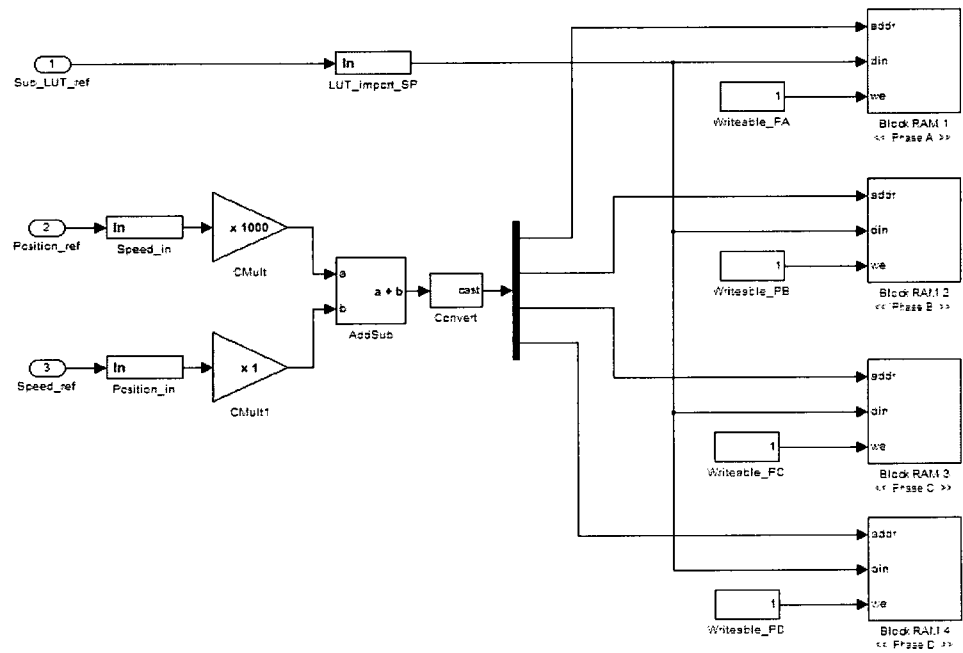 1
Sub_LUT_ref
In
LUT_import_SP
addr
din
we
1
Writeable_PA
Block RAM 1
<< Phase A >>
2
Position_ref
In
Speed_in
x 1000
CMult
a
b
a + b
AddSub
cast
Convert
addr
din
we
1
Writeable_PB
Block RAM 2
<< Phase B >>
3
Speed_ref
In
Position_in
x 1
CMult1
addr
din
we
1
Writeable_PC
Block RAM 3
<< Phase C >>
addr
din
we
1
Writeable_PD
Block RAM 4
<< Phase D >>